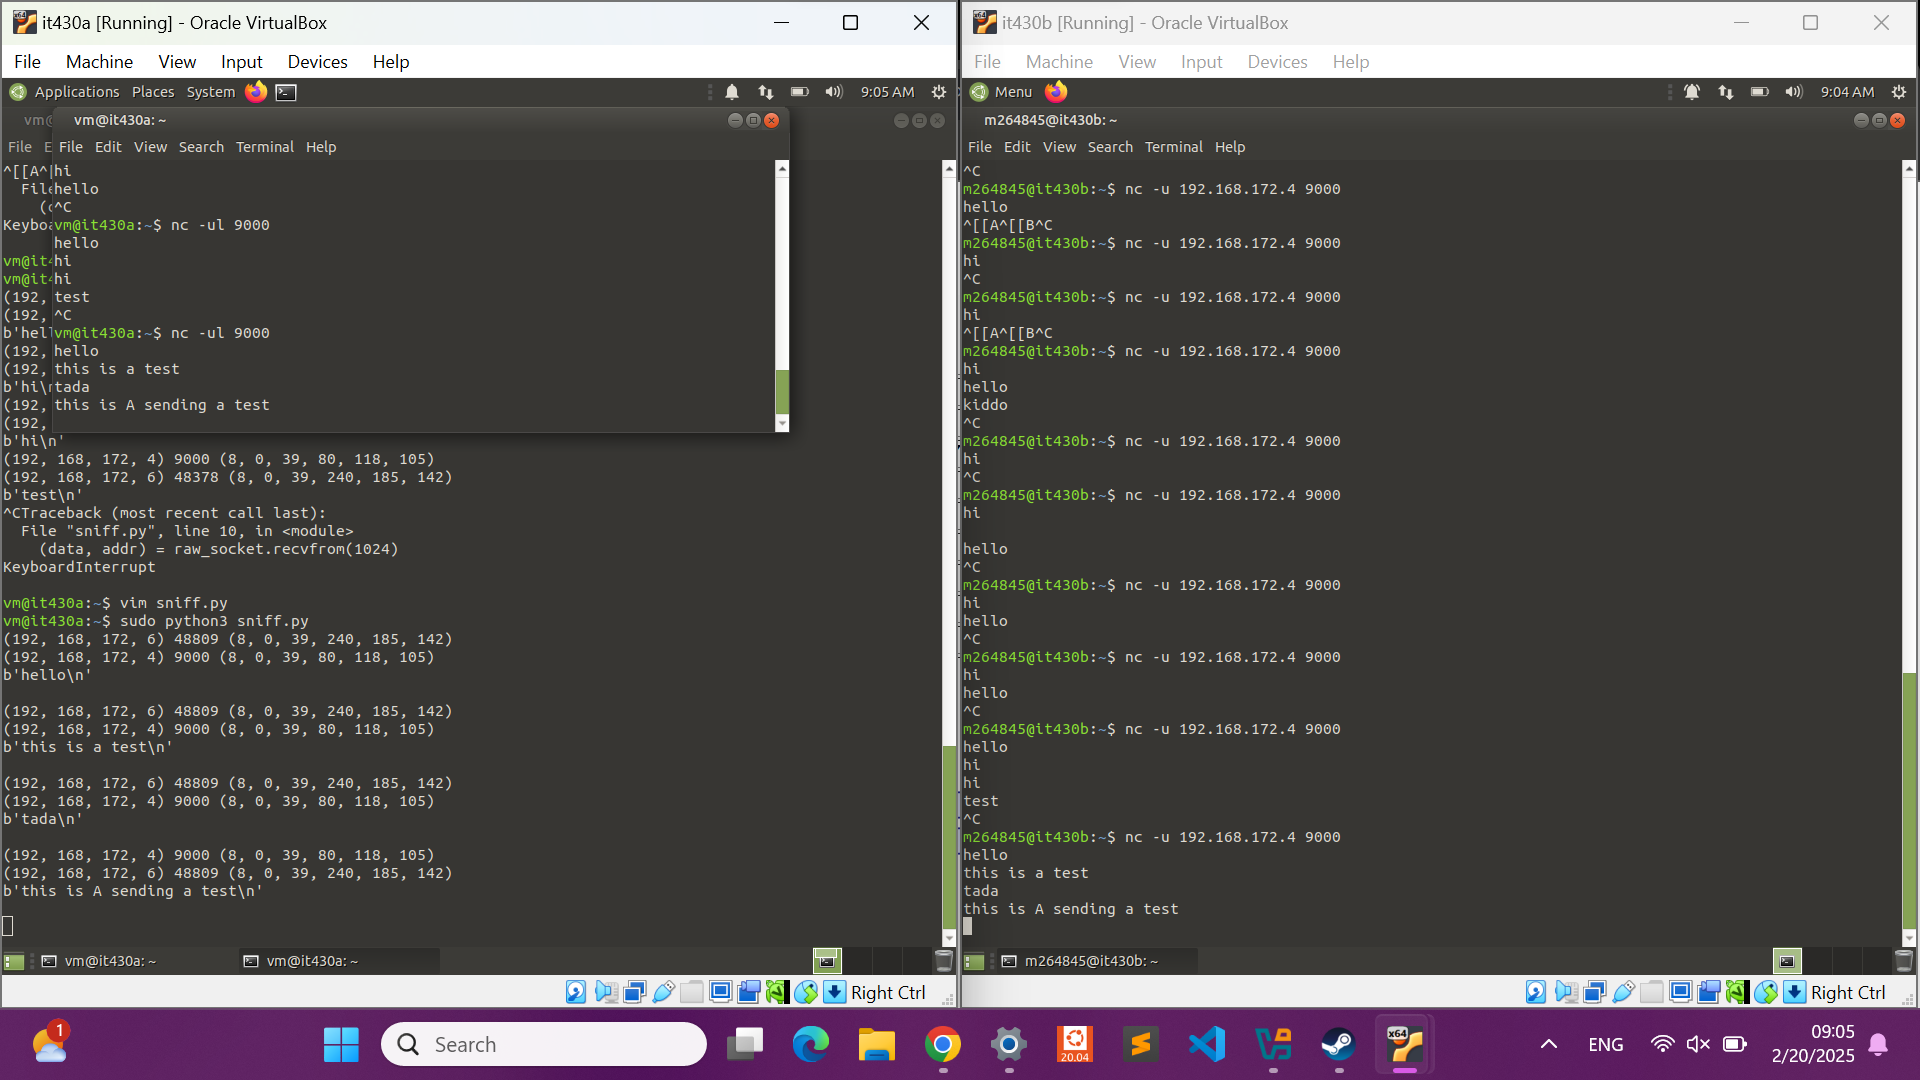 it430a [Running] - Oracle VirtualBox
File Machine View Input Devices Help
Applications Places System 9:05 AM
vm@it430a: ~
File Edit View Search Terminal Help
hi
hello
^C
vm@it430a:~$ nc -ul 9000
hello
hi
hi
test
^C
vm@it430a:~$ nc -ul 9000
hello
this is a test
tada
this is A sending a test
vm@
File E
^[[A^[
File
(d
Keyboa
vm@it4
vm@it4
(192,
(192,
b'hell
(192,
(192,
b'hi\n
(192,
(192,
b'hi\n'
(192, 168, 172, 4) 9000 (8, 0, 39, 80, 118, 105)
(192, 168, 172, 6) 48378 (8, 0, 39, 240, 185, 142)
b'test\n'
^CTraceback (most recent call last):
File "sniff.py", line 10, in <module>
(data, addr) = raw_socket.recvfrom(1024)
KeyboardInterrupt
vm@it430a:~$ vim sniff.py
vm@it430a:~$ sudo python3 sniff.py
(192, 168, 172, 6) 48809 (8, 0, 39, 240, 185, 142)
(192, 168, 172, 4) 9000 (8, 0, 39, 80, 118, 105)
b'hello\n'
(192, 168, 172, 6) 48809 (8, 0, 39, 240, 185, 142)
(192, 168, 172, 4) 9000 (8, 0, 39, 80, 118, 105)
b'this is a test\n'
(192, 168, 172, 6) 48809 (8, 0, 39, 240, 185, 142)
(192, 168, 172, 4) 9000 (8, 0, 39, 80, 118, 105)
b'tada\n'
(192, 168, 172, 4) 9000 (8, 0, 39, 80, 118, 105)
(192, 168, 172, 6) 48809 (8, 0, 39, 240, 185, 142)
b'this is A sending a test\n'
vm@it430a: ~ vm@it430a: ~
Right Ctrl
it430b [Running] - Oracle VirtualBox
File Machine View Input Devices Help
Menu 9:04 AM
m264845@it430b: ~
File Edit View Search Terminal Help
^C
m264845@it430b:~$ nc -u 192.168.172.4 9000
hello
^[[A^[[B^C
m264845@it430b:~$ nc -u 192.168.172.4 9000
hi
^C
m264845@it430b:~$ nc -u 192.168.172.4 9000
hi
^[[A^[[B^C
m264845@it430b:~$ nc -u 192.168.172.4 9000
hi
hello
kiddo
^C
m264845@it430b:~$ nc -u 192.168.172.4 9000
hi
^C
m264845@it430b:~$ nc -u 192.168.172.4 9000
hi
hello
^C
m264845@it430b:~$ nc -u 192.168.172.4 9000
hi
hello
^C
m264845@it430b:~$ nc -u 192.168.172.4 9000
hi
hello
^C
m264845@it430b:~$ nc -u 192.168.172.4 9000
hello
hi
hi
test
^C
m264845@it430b:~$ nc -u 192.168.172.4 9000
hello
this is a test
tada
this is A sending a test
m264845@it430b: ~
Right Ctrl
1
Search
20.04
x64
ENG
09:05
2/20/2025